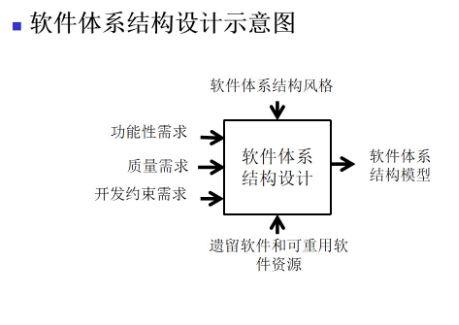 软件体系结构设计示意图
软件体系结构风格
功能性需求
质量需求
开发约束需求
软件体系
结构设计
软件体系
结构模型
遗留软件和可重用软
件资源